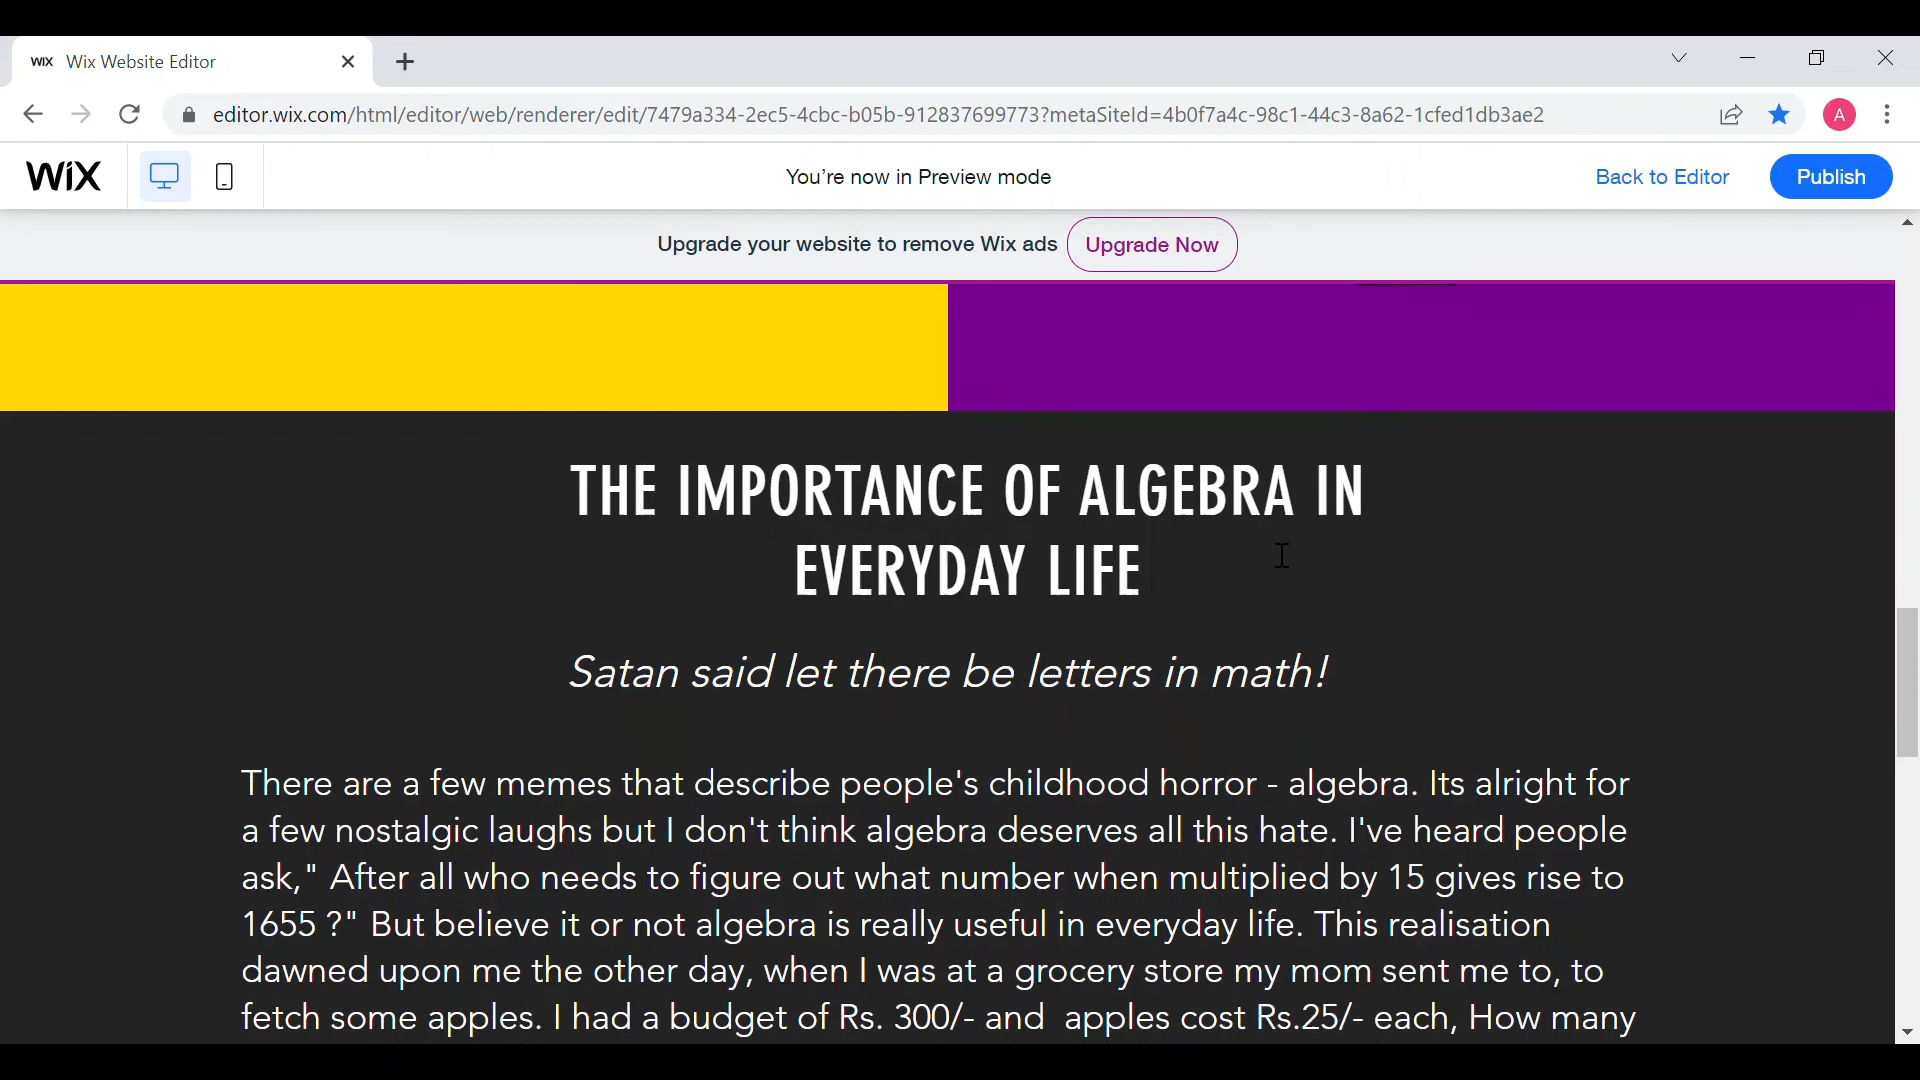 WIX Wix Website Editor
editor.wix.com/html/editor/web/renderer/edit/7479a334-2ec5-4cbc-b05b-912837699773?metaSiteId=4b0f7a4c-98c1-44c3-8a62-1cfed1db3ae2
A
WiX
You're now in Preview mode
Back to Editor
Publish
Upgrade your website to remove Wix ads
Upgrade Now
THE IMPORTANCE OF ALGEBRA IN
EVERYDAY LIFE
Satan said let there be letters in math!
There are a few memes that describe people's childhood horror - algebra. Its alright for
a few nostalgic laughs but I don't think algebra deserves all this hate. I've heard people
ask," After all who needs to figure out what number when multiplied by 15 gives rise to
1655 ?" But believe it or not algebra is really useful in everyday life. This realisation
dawned upon me the other day, when I was at a grocery store my mom sent me to, to
fetch some apples. I had a budget of Rs. 300/- and  apples cost Rs.25/- each, How many